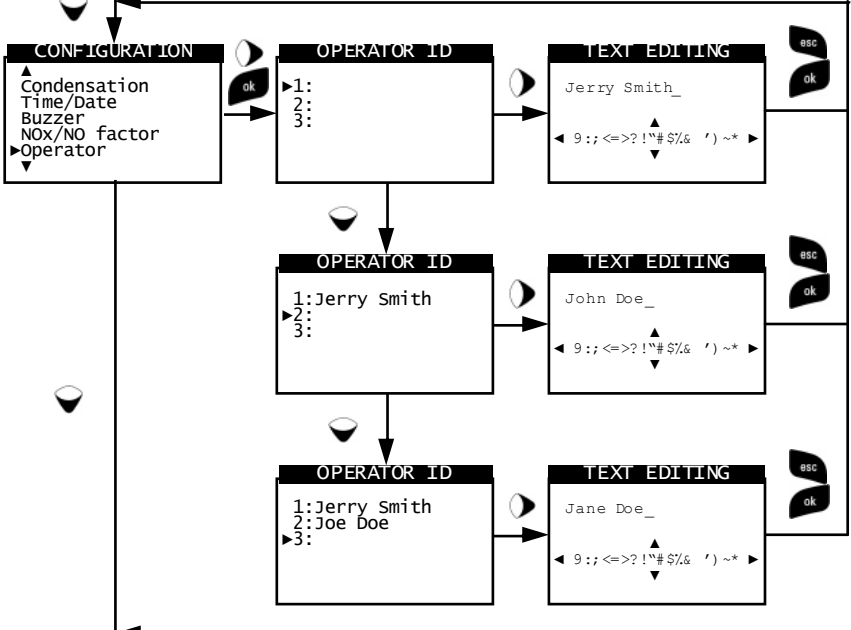 CONFIGURATION
▲
Condensation
Time/Date
Buzzer
NOx/NO factor
►Operator
▼
ok
OPERATOR ID
►1:
2:
3:
TEXT EDITING
Jerry Smith_
▲
◄ 9:;<=>?!"#$%& ')~* ►
▼
esc
ok
OPERATOR ID
1:Jerry Smith
►2:
3:
TEXT EDITING
John Doe_
▲
◄ 9:;<=>?!"#$%& ')~* ►
▼
esc
ok
OPERATOR ID
1:Jerry Smith
2:Joe Doe
►3:
TEXT EDITING
Jane Doe_
▲
◄ 9:;<=>?!"#$%& ')~* ►
▼
esc
ok